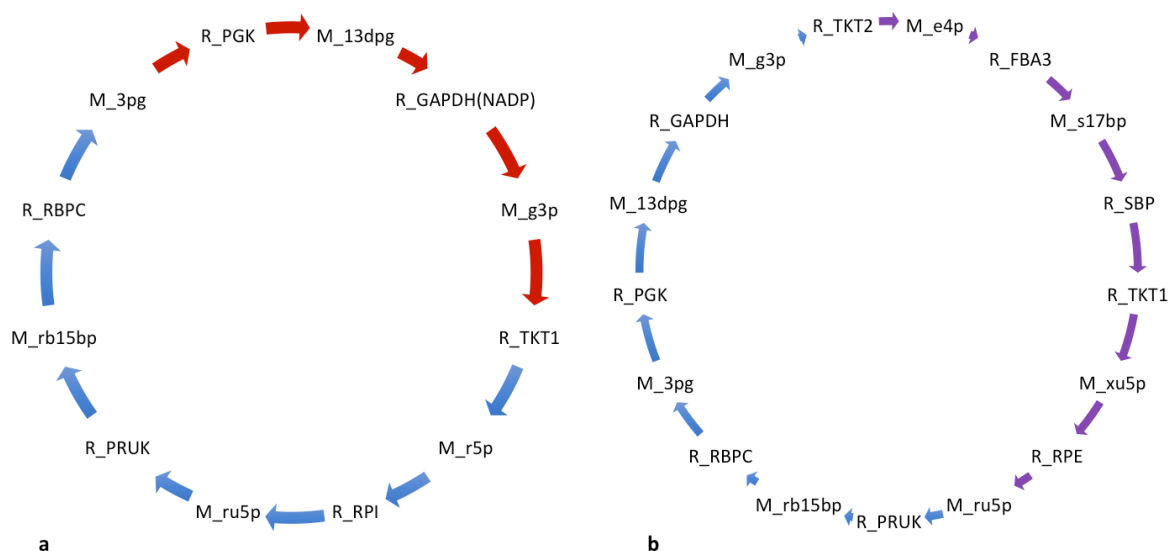 R_PGK
M_13dpg
R_GAPDH(NADP)
M_g3p
R_TKT1
M_r5p
R_RPI
M_ru5p
R_PRUK
M_rb15bp
R_RBPC
M_3pg
a
R_TKT2
M_e4p
R_FBA3
M_s17bp
R_SBP
R_TKT1
M_xu5p
R_RPE
M_ru5p
R_PRUK
M_rb15bp
R_RBPC
M_3pg
R_PGK
M_13dpg
R_GAPDH
M_g3p
b